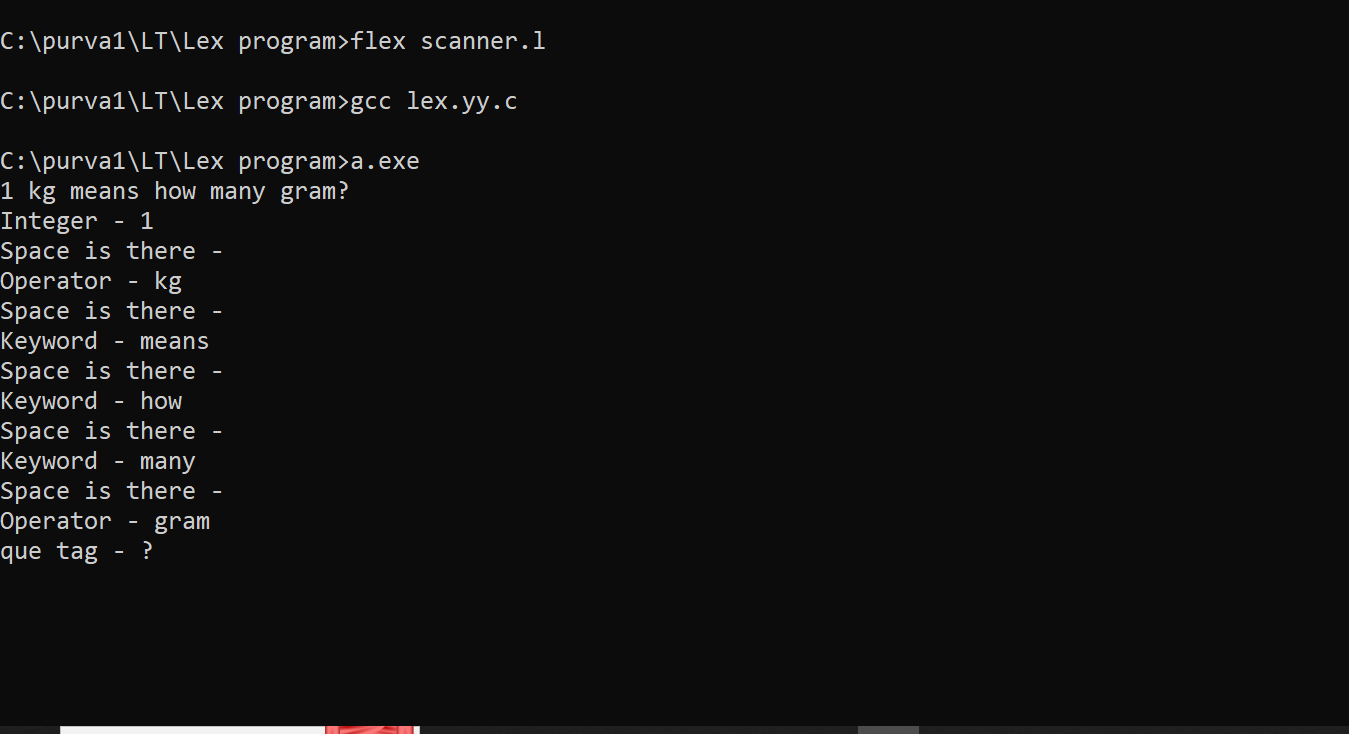 C:\purva1\LT\Lex program>flex scanner.l
C:\purva1\LT\Lex program>gcc lex.yy.c
C:\purva1\LT\Lex program>a.exe
1 kg means how many gram?
Integer - 1
Space is there -
Operator - kg
Space is there -
Keyword - means
Space is there -
Keyword - how
Space is there -
Keyword - many
Space is there -
Operator - gram
que tag - ?